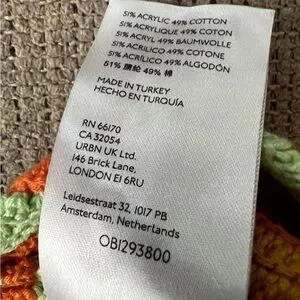 51% ACRYLIC 49% COTTON
51% ACRYLIQUE 49% COTON
51% ACRYL 49% BAUMWOLLE
51% ACRILICO 49% COTONE
51% ACRÍLICO 49% ALGODÓN
51% 49% 棉
MADE IN TURKEY
HECHO EN TURQUÍA
RN 66170
CA 32054
URBN UK Ltd.
146 Brick Lane,
LONDON E1 6RU
Leidsestraat 32, 1017 PB
Amsterdam, Netherlands
OB1293800